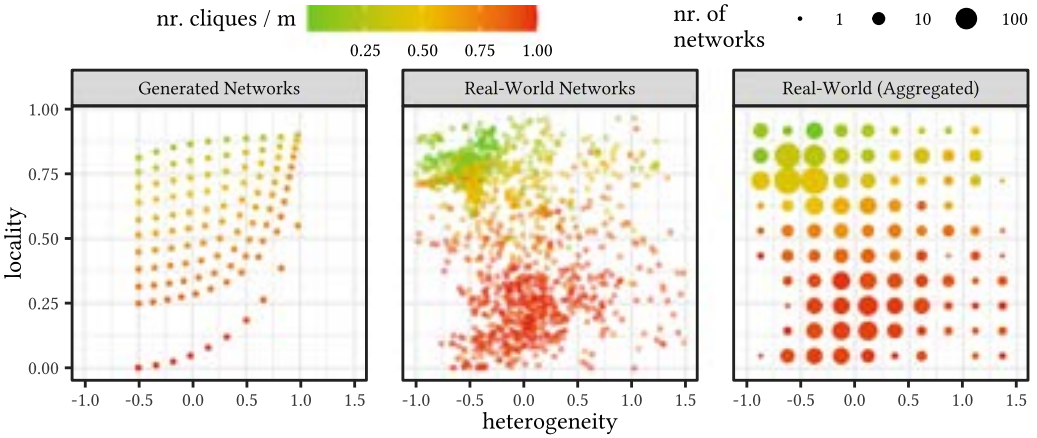 nr. cliques / m
0.25 0.50 0.75 1.00
nr. of
networks
1 10 100
Generated Networks
Real-World Networks
Real-World (Aggregated)
1.00
0.75
0.50
0.25
0.00
locality
-1.0 -0.5 0.0 0.5 1.0 1.5
-1.0 -0.5 0.0 0.5 1.0 1.5
-1.0 -0.5 0.0 0.5 1.0 1.5
heterogeneity